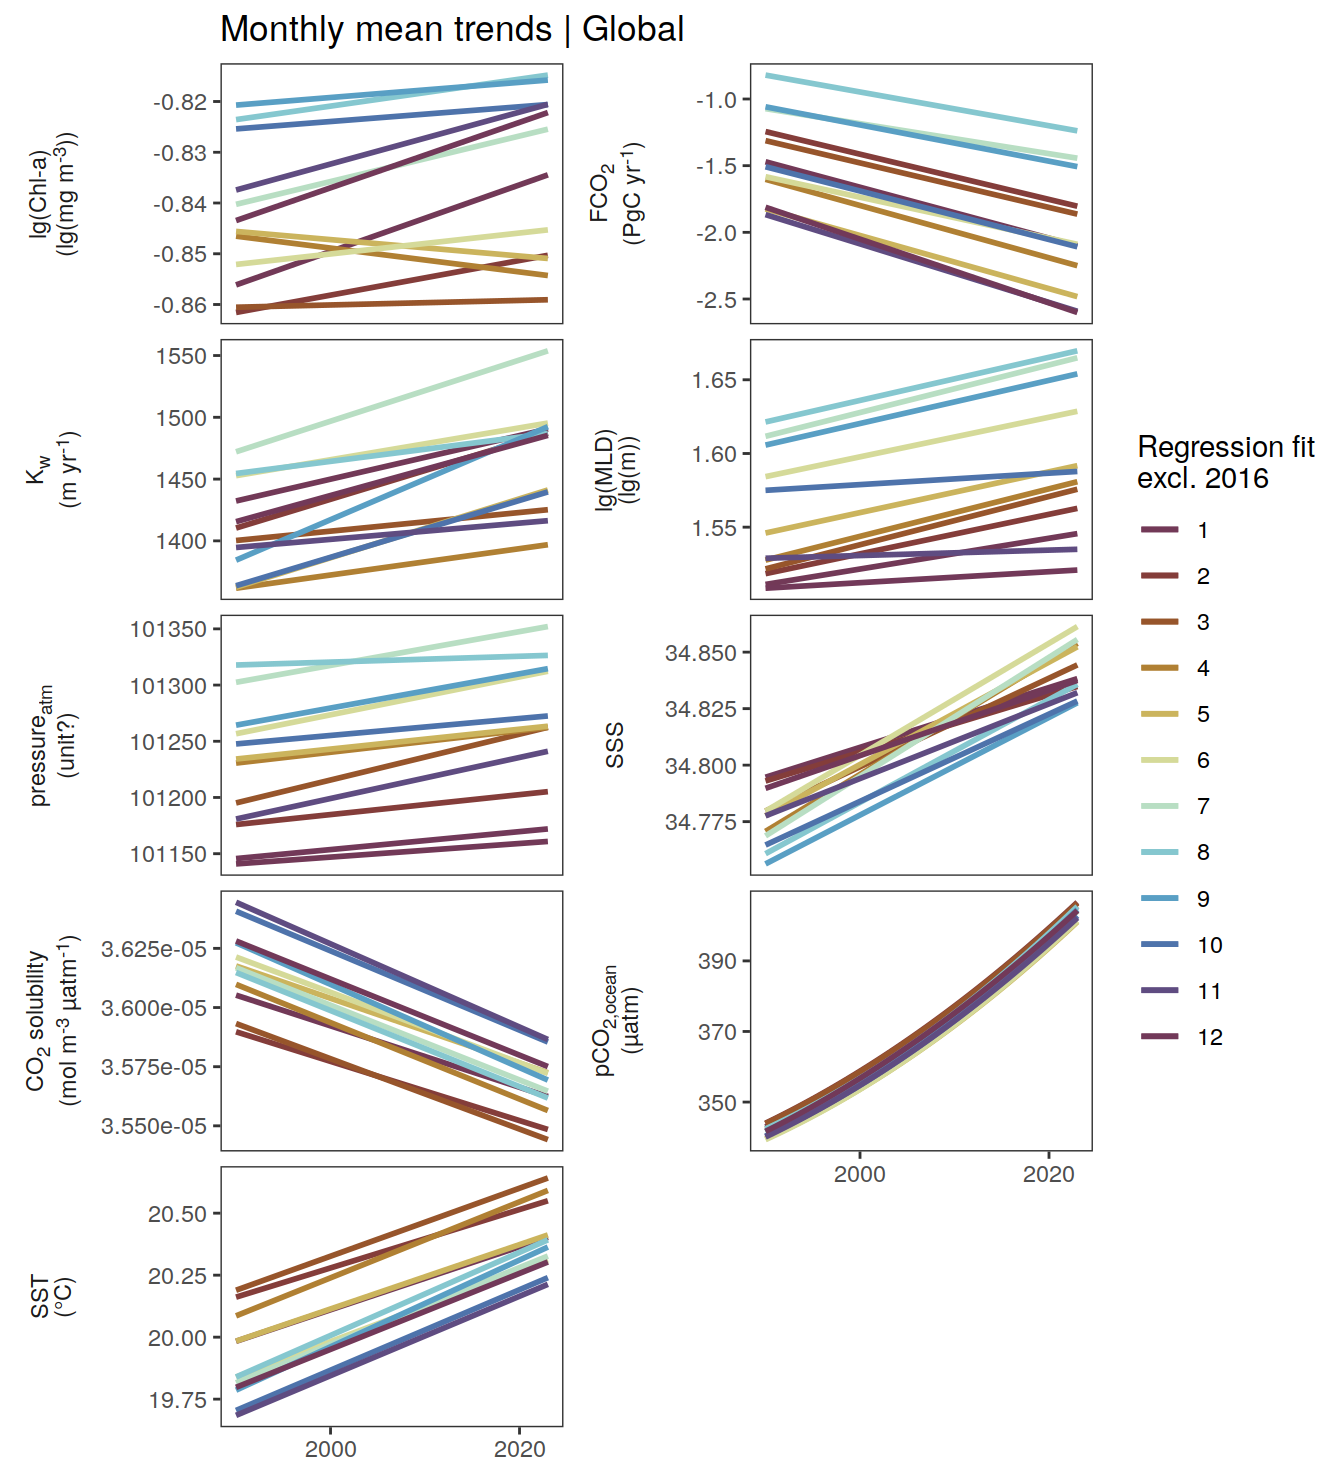 Monthly mean trends | Global
lg(Chl-a)
(lg(mg m⁻³))
-0.82
-0.83
-0.84
-0.85
-0.86
FCO₂
(PgC yr⁻¹)
-1.0
-1.5
-2.0
-2.5
K_w
(m yr⁻¹)
1550
1500
1450
1400
lg(MLD)
(lg(m))
1.65
1.60
1.55
pressure_atm
(unit?)
101350
101300
101250
101200
101150
SSS
34.850
34.825
34.800
34.775
CO₂ solubility
(mol m⁻³ µatm⁻¹)
3.625e-05
3.600e-05
3.575e-05
3.550e-05
pCO₂,ocean
(µatm)
390
370
350
2000 2020
SST
(°C)
20.50
20.25
20.00
19.75
2000 2020
Regression fit
excl. 2016
1
2
3
4
5
6
7
8
9
10
11
12